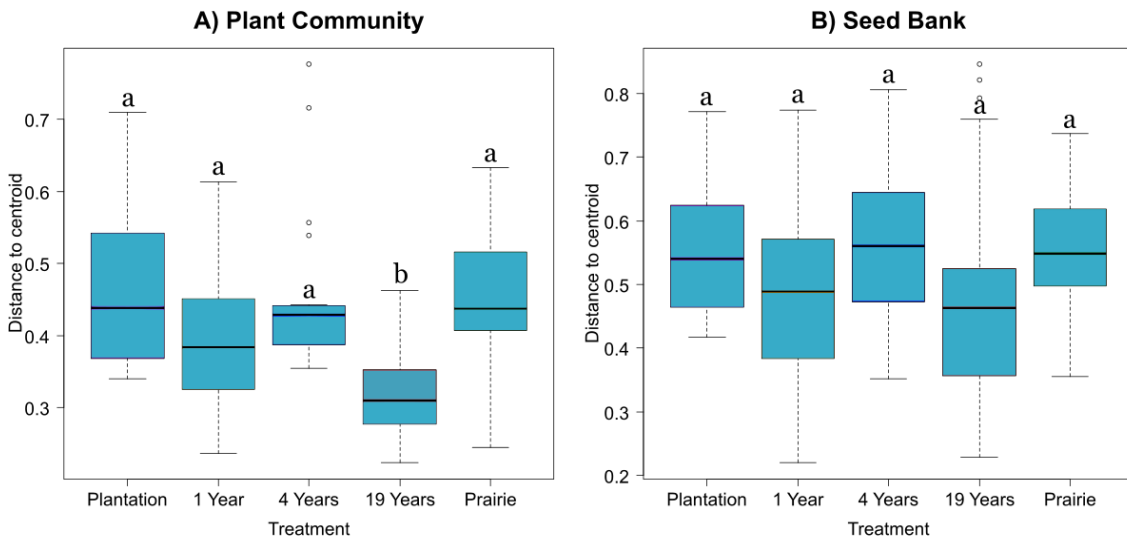 A) Plant Community
Distance to centroid
0.7
0.6
0.5
0.4
0.3
a
a
a
b
a
Plantation 1 Year 4 Years 19 Years Prairie
Treatment
B) Seed Bank
Distance to centroid
0.8
0.7
0.6
0.5
0.4
0.3
0.2
a
a
a
a
a
Plantation 1 Year 4 Years 19 Years Prairie
Treatment